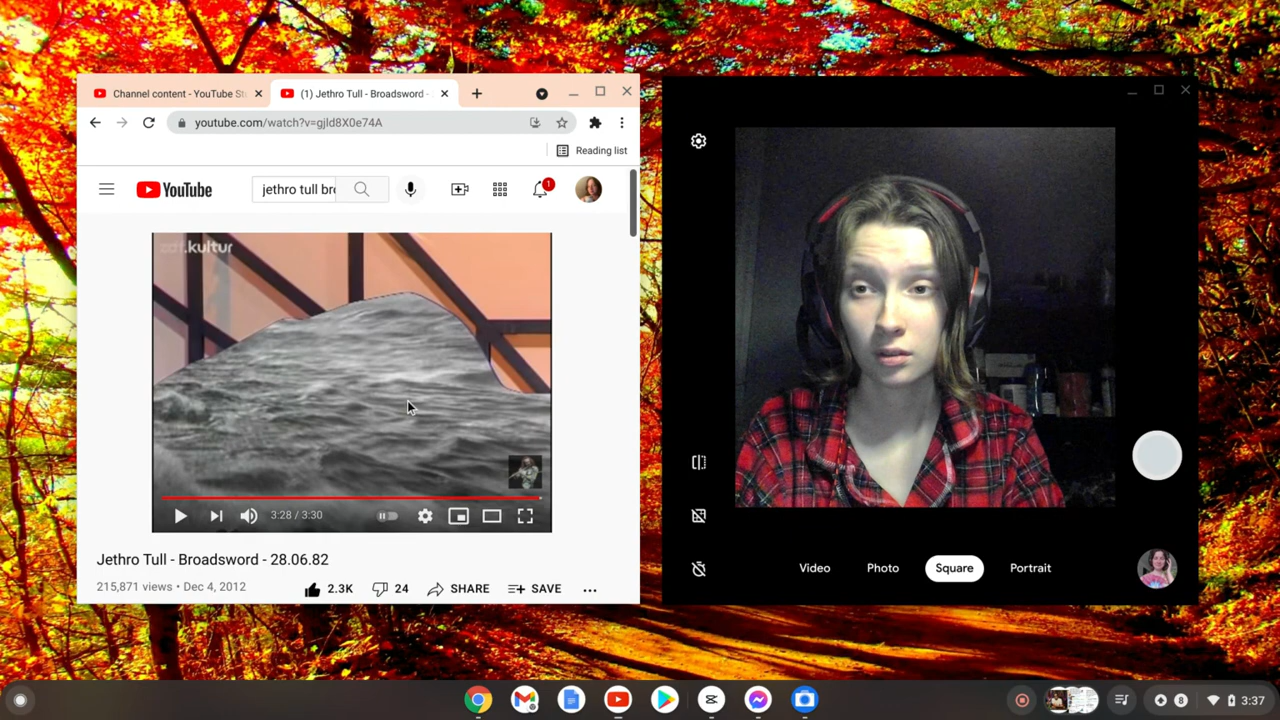 Channel content - YouTube St
(1) Jethro Tull - Broadsword -
youtube.com/watch?v=gjld8X0e74A
Reading list
YouTube
jethro tull bro
1
zdf.kultur
3:28 / 3:30
Jethro Tull - Broadsword - 28.06.82
215,871 views • Dec 4, 2012
2.3K
24
SHARE
SAVE
Video
Photo
Square
Portrait
8
3:37